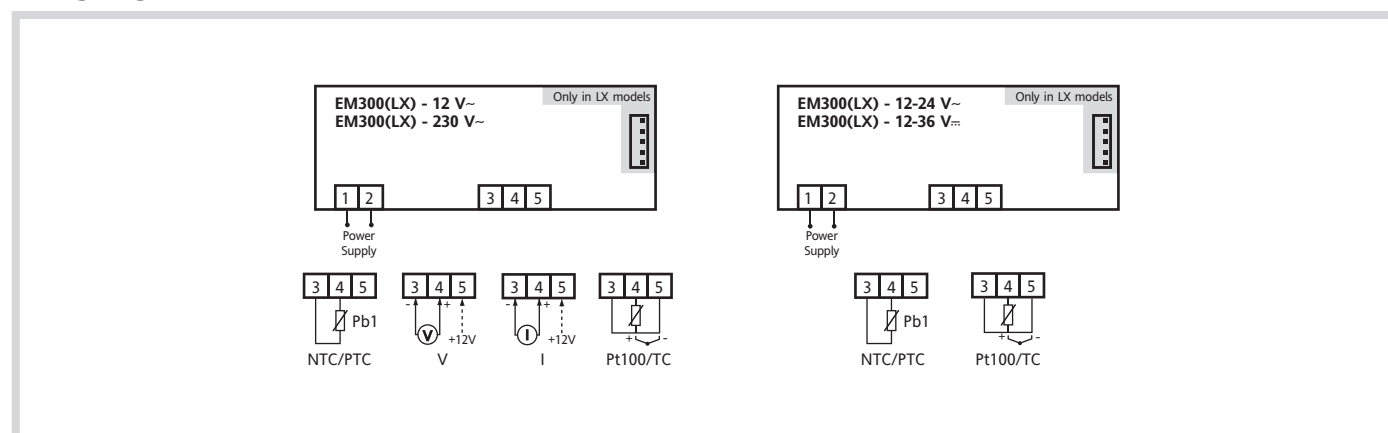 EM300(LX) - 12 V~
EM300(LX) - 230 V~
Only in LX models
1 2
3 4 5
Power
Supply
3 4 5
Pb1
NTC/PTC
3 4 5
- +
V
+12V
V
3 4 5
- +
I
+12V
I
3 4 5
+ -
Pt100/TC
EM300(LX) - 12-24 V~
EM300(LX) - 12-36 V⎓
Only in LX models
1 2
3 4 5
Power
Supply
3 4 5
Pb1
NTC/PTC
3 4 5
+ -
Pt100/TC